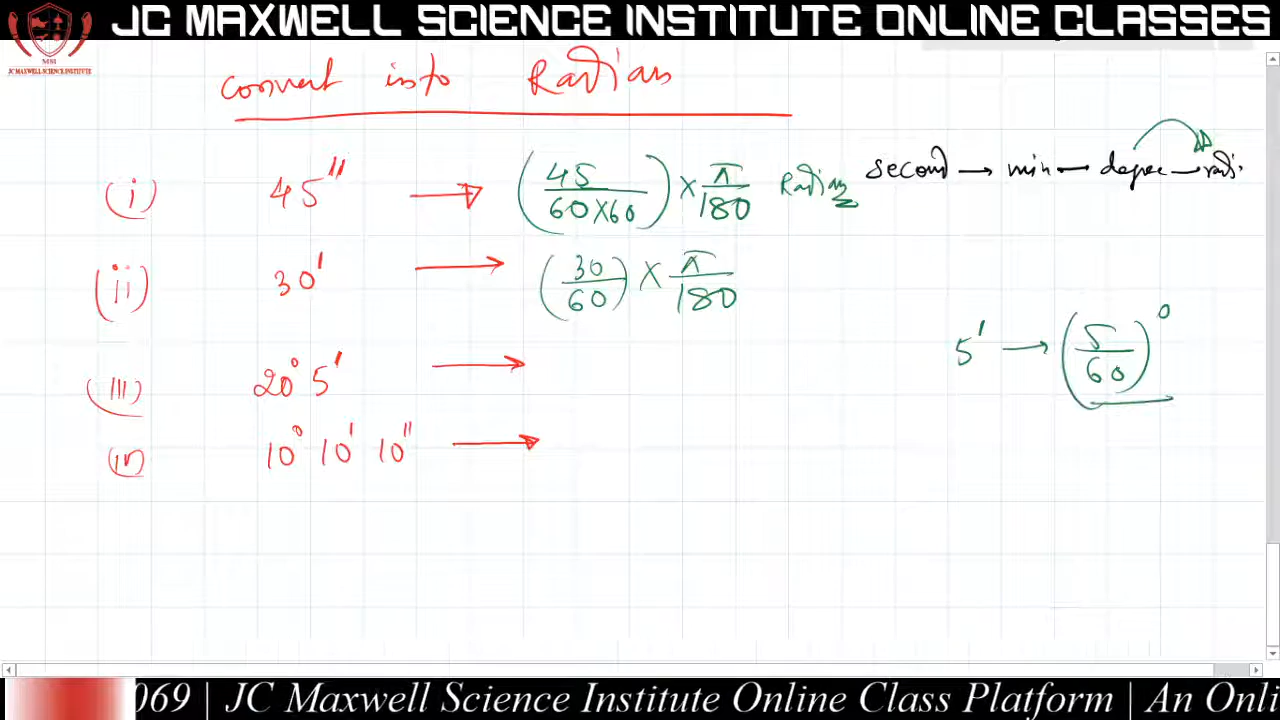 JC MAXWELL SCIENCE INSTITUTE ONLINE CLASSES
MSI
JC MAXWELL SCIENCE INSTITUTE
convert into Radian
(i) 45" → (45/60×60) × π/180 Radian
second → min → degree → radi
(ii) 30' → (30/60) × π/180
5' → (5/60)°
(iii) 20° 5' →
(iv) 10° 10' 10" →
069 | JC Maxwell Science Institute Online Class Platform | An Onli